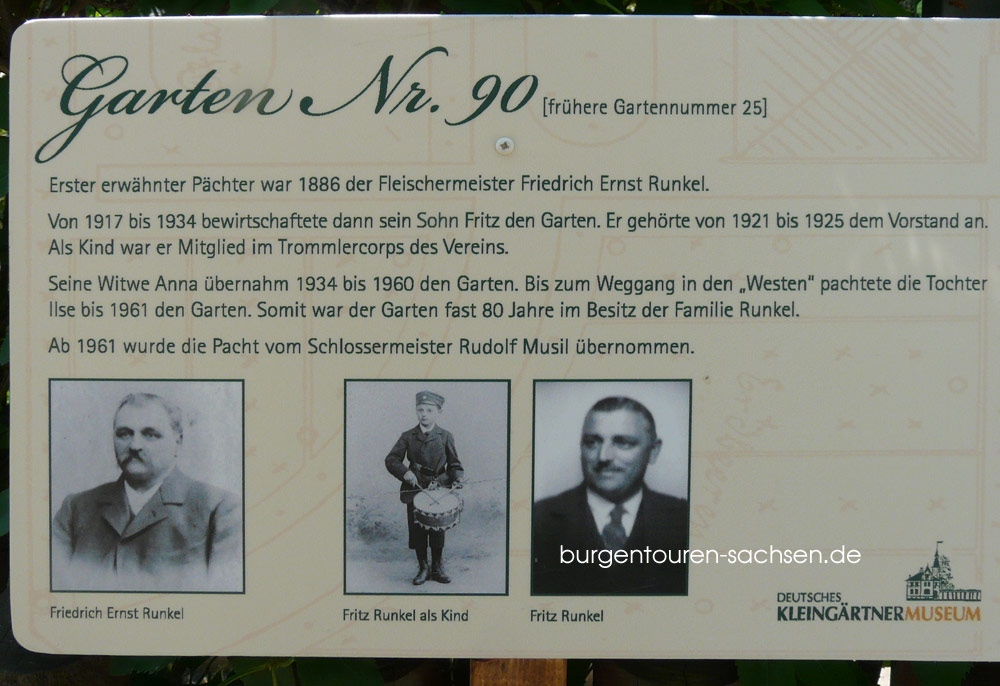 Garten Nr. 90 [frühere Gartennummer 25]
Erster erwähnter Pächter war 1886 der Fleischermeister Friedrich Ernst Runkel.
Von 1917 bis 1934 bewirtschaftete dann sein Sohn Fritz den Garten. Er gehörte von 1921 bis 1925 dem Vorstand an.
Als Kind war er Mitglied im Trommlercorps des Vereins.
Seine Witwe Anna übernahm 1934 bis 1960 den Garten. Bis zum Weggang in den „Westen“ pachtete die Tochter
Ilse bis 1961 den Garten. Somit war der Garten fast 80 Jahre im Besitz der Familie Runkel.
Ab 1961 wurde die Pacht vom Schlossermeister Rudolf Musil übernommen.
burgentouren-sachsen.de
Friedrich Ernst Runkel
Fritz Runkel als Kind
Fritz Runkel
DEUTSCHES
KLEINGÄRTNERMUSEUM